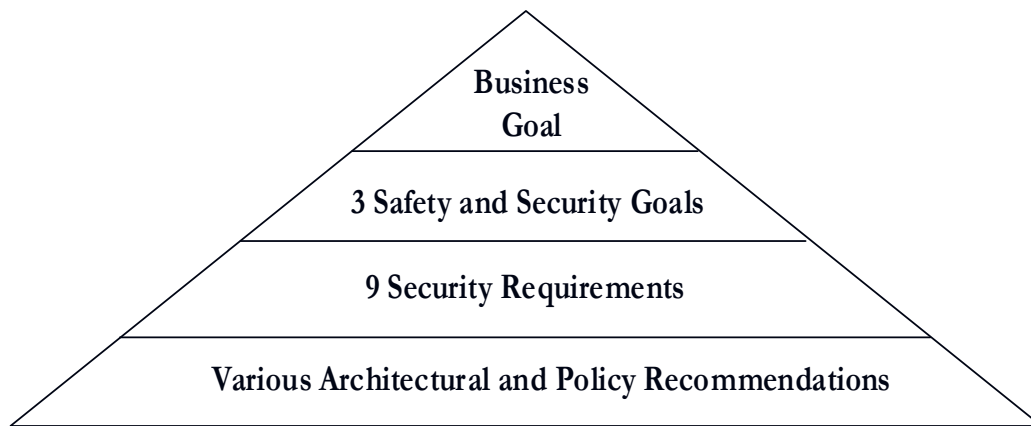 Business
Goal
3 Safety and Security Goals
9 Security Requirements
Various Architectural and Policy Recommendations